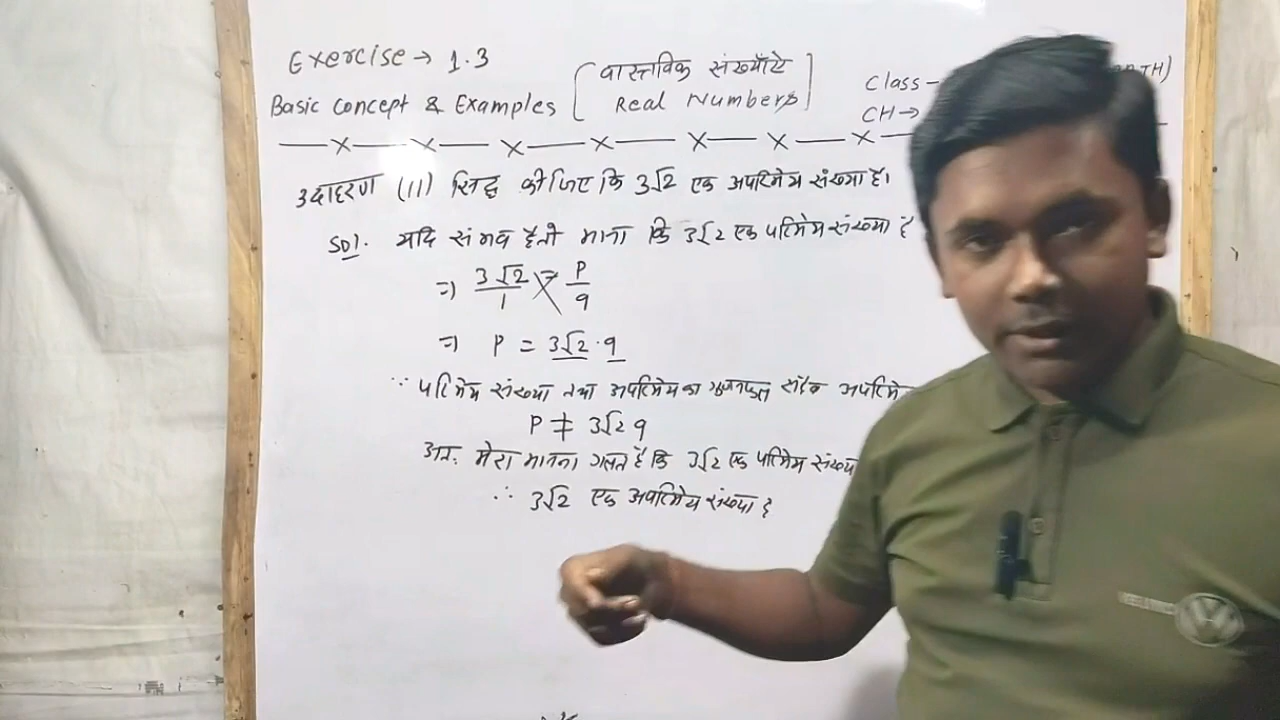 Exercise → 1.3
Basic concept & Examples
[वास्तविक संख्याँऐ
Real Numbers]
Class-
CH→
उदाहरण (11) सिद्ध कीजिए कि 3√2 एक अपरिमेय संख्या है।
Sol. यदि संभव है तो माना कि 3√2 एक परिमेय संख्या है
⇒ 3√2/1 = p/q
⇒ P = 3√2·q
∵ परिमेय संख्या तथा अपरिमेय का गुणनफल सदैव अपरिमे
P ≠ 3√2 q
अतः मेरा मानना गलत है कि 3√2 एक परिमेय संख्या
∴ 3√2 एक अपरिमेय संख्या है